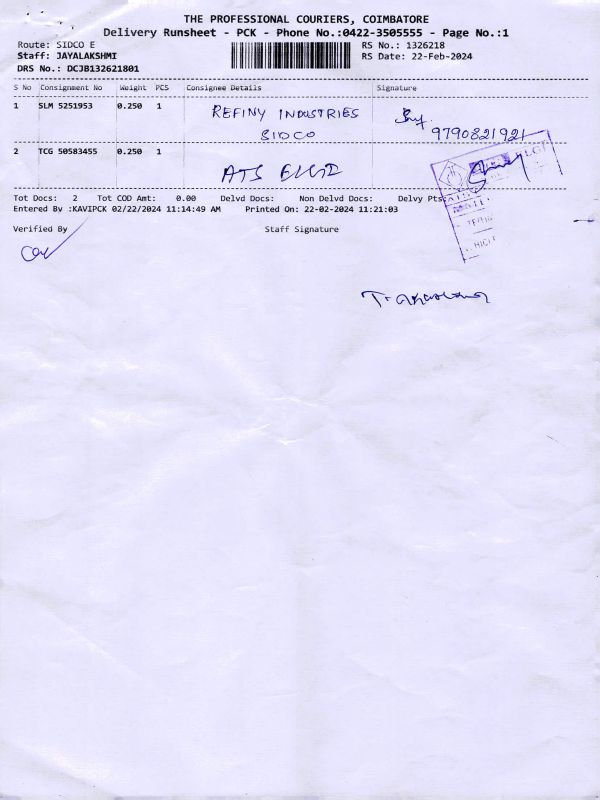 THE PROFESSIONAL COURIERS, COIMBATORE
Delivery Runsheet - PCK - Phone No.:0422-3505555 - Page No.:1
Route: SIDCO E RS No.: 1326218
Staff: JAYALAKSHMI RS Date: 22-Feb-2024
DRS No.: DCJB132621801
S No Consignment No Weight PCS Consignee Details Signature
1 SLM 5251953 0.250 1 REFINY INDUSTRIES
SIDCO 9790821921
2 TCG 50583455 0.250 1
ATS ELGI
Tot Docs: 2 Tot COD Amt: 0.00 Delvd Docs: Non Delvd Docs: Delvy Pts:
Entered By :KAVIPCK 02/22/2024 11:14:49 AM Printed On: 22-02-2024 11:21:03
Verified By Staff Signature